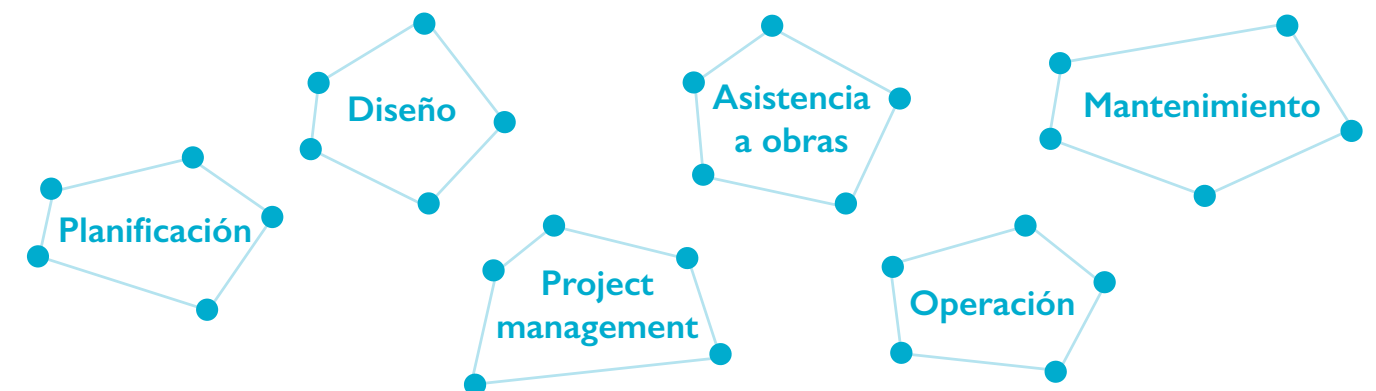 Planificación
Diseño
Project
management
Asistencia
a obras
Operación
Mantenimiento